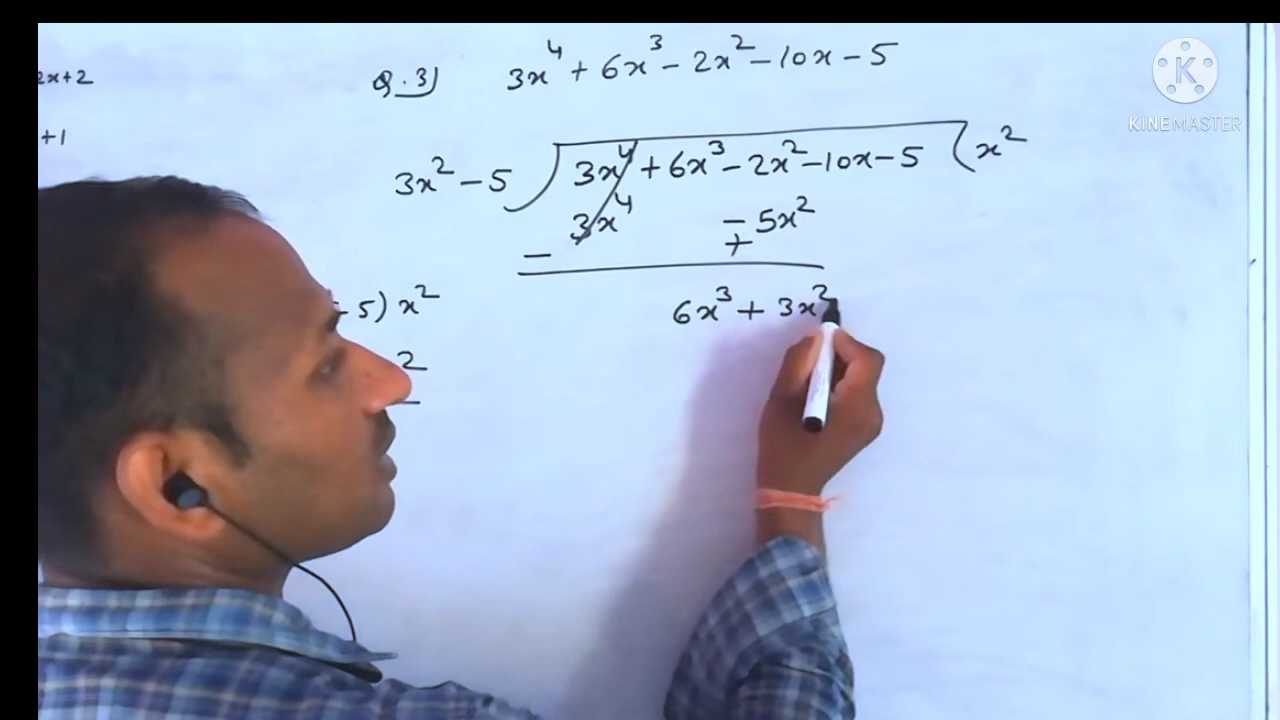 2x+2
+1
Q.3) 3x⁴ + 6x³ - 2x² - 10x - 5
3x² - 5 ) 3x⁴ + 6x³ - 2x² - 10x - 5 ( x²
3x⁴ - 5x²
- +
6x³ + 3x²
- 5) x²
2
K
KINEMASTER